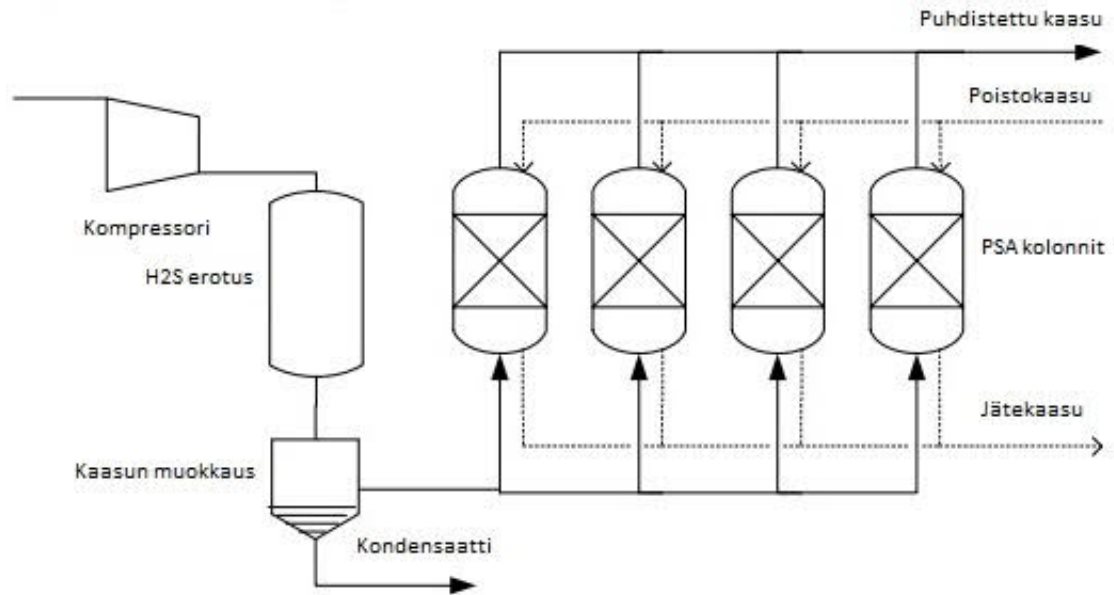 Puhdistettu kaasu
Poistokaasu
Kompressori
H2S erotus
PSA kolonnit
Jätekaasu
Kaasun muokkaus
Kondensaatti